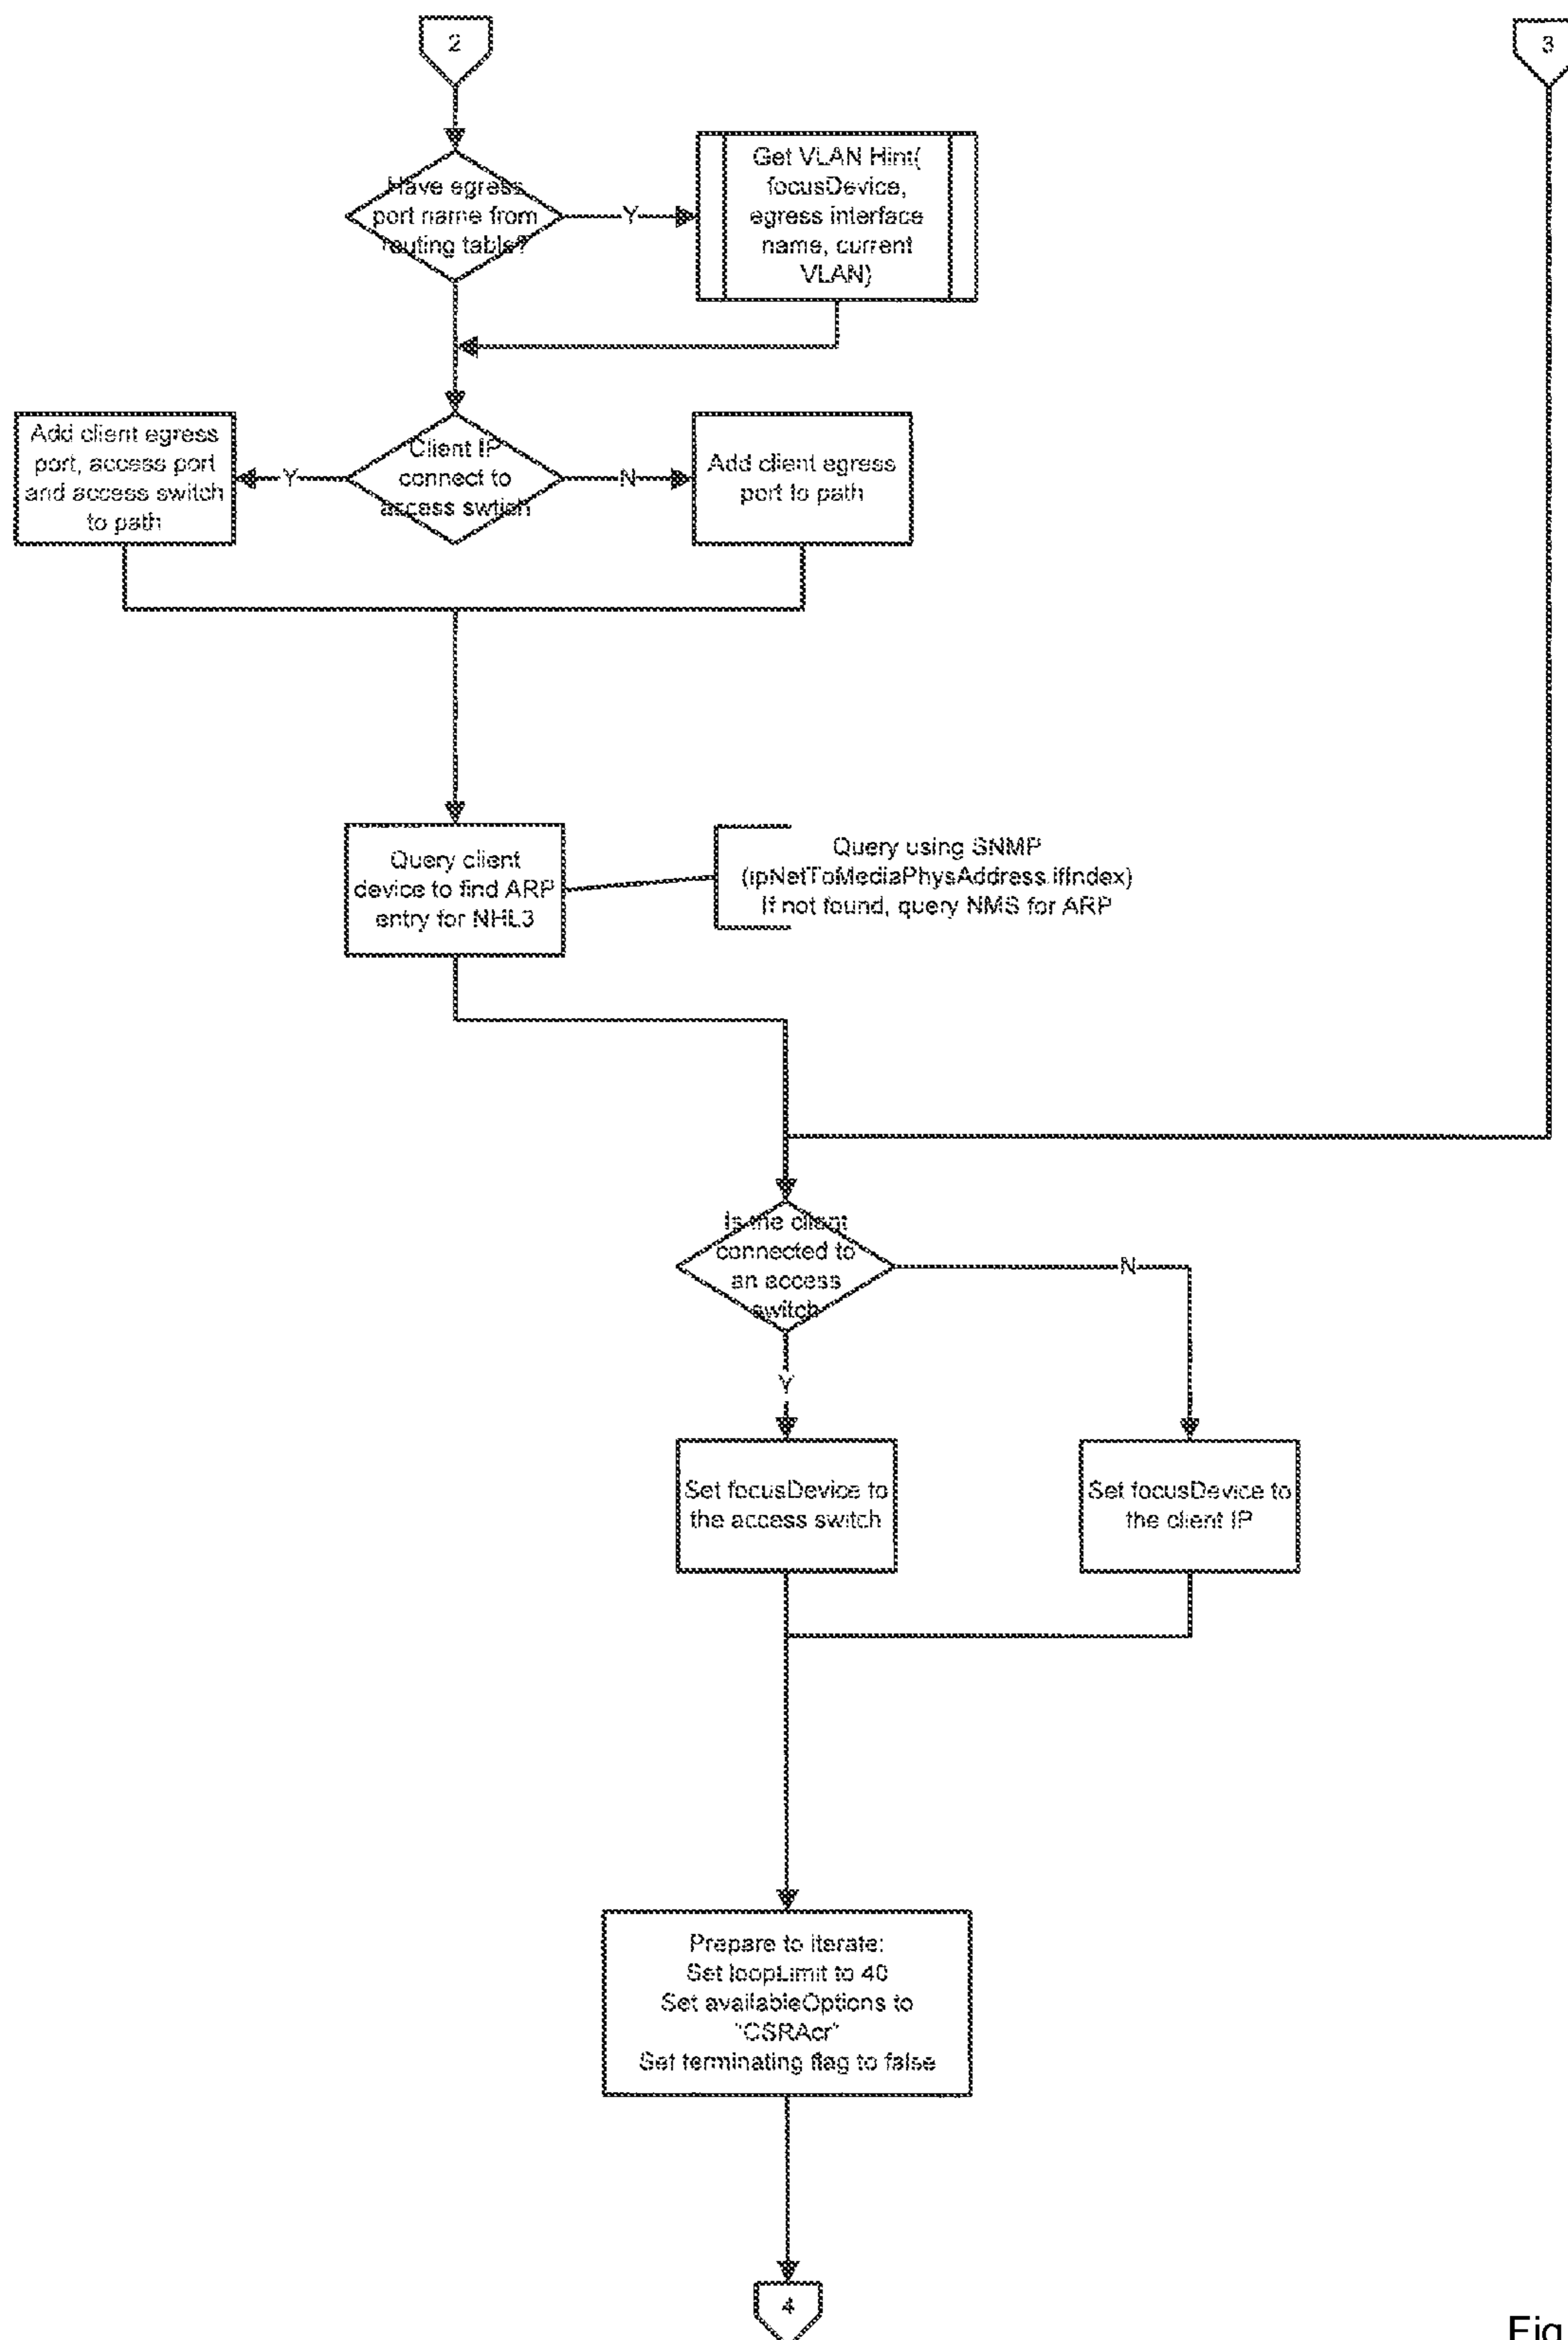 2
3
Have egress
port name from
routing table?
Y
Get VLAN Hint(
focusDevice,
egress interface
name, current
VLAN)
Add client egress
port, access port
and access switch
to path
Y
Client IP
connect to
access swtich
N
Add client egress
port to path
Query client
device to find ARP
entry for NHL3
Query using SNMP
(ipNetToMediaPhysAddress.ifIndex)
If not found, query NMS for ARP
Is the client
connected to
an access
switch
N
Y
Set focusDevice to
the access switch
Set focusDevice to
the client IP
Prepare to iterate:
Set loopLimit to 40
Set availableOptions to
"CSRAcr"
Set terminating flag to false
4
Fig